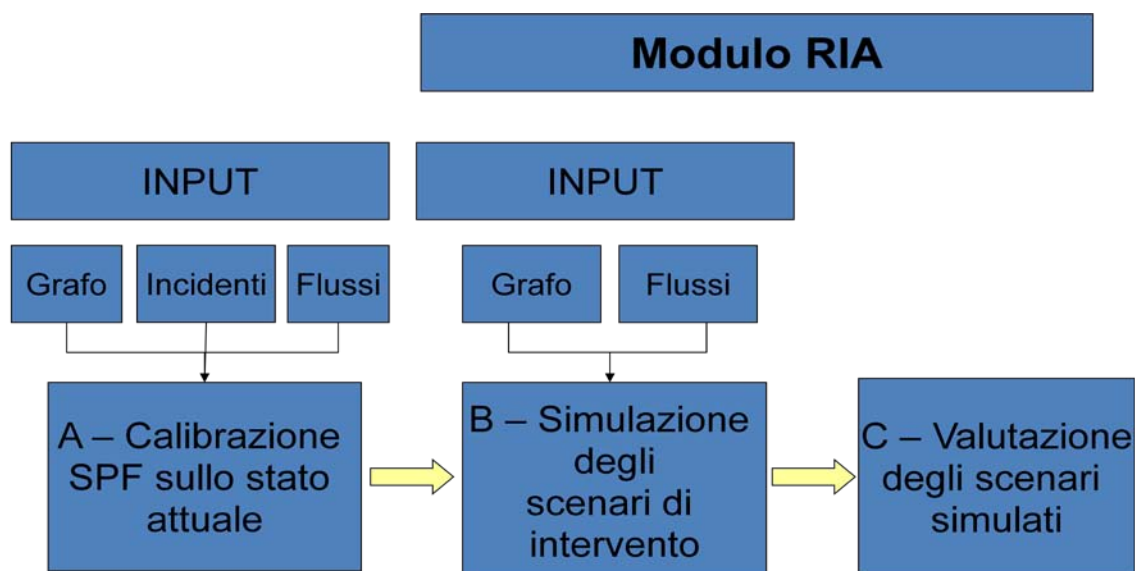 Modulo RIA
INPUT
INPUT
Grafo
Incidenti
Flussi
Grafo
Flussi
A – Calibrazione
SPF sullo stato
attuale
B – Simulazione
degli
scenari di
intervento
C – Valutazione
degli scenari
simulati